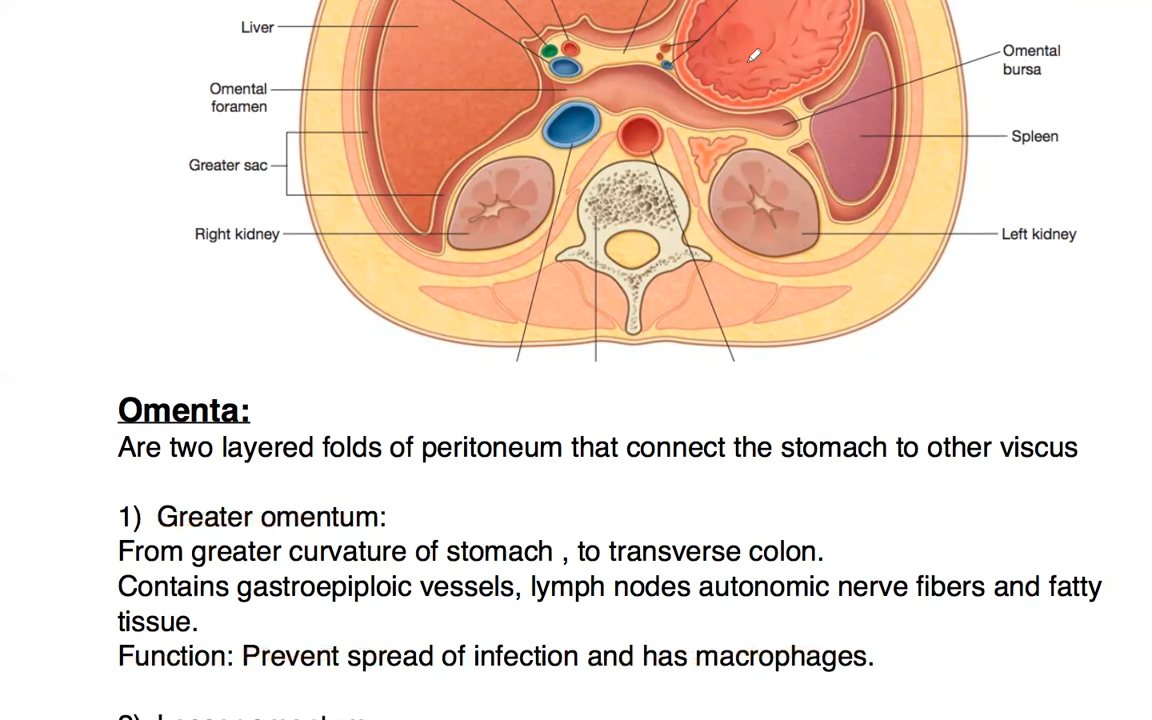 Liver
Omental
foramen
Greater sac
Right kidney
Omental
bursa
Spleen
Left kidney
Omenta:
Are two layered folds of peritoneum that connect the stomach to other viscus
1) Greater omentum:
From greater curvature of stomach , to transverse colon.
Contains gastroepiploic vessels, lymph nodes autonomic nerve fibers and fatty
tissue.
Function: Prevent spread of infection and has macrophages.